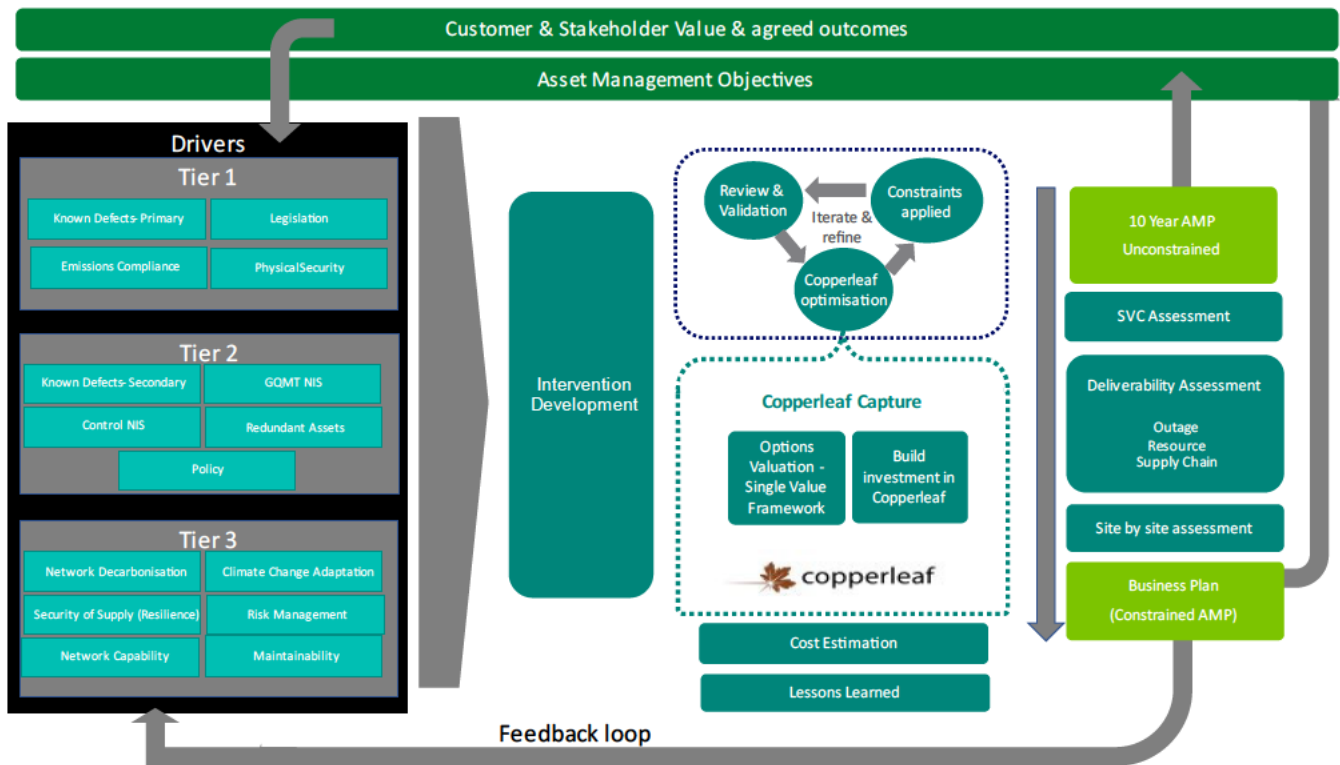 Customer & Stakeholder Value & agreed outcomes
Asset Management Objectives
Drivers
Tier 1
Known Defects- Primary
Legislation
Emissions Compliance
PhysicalSecurity
Tier 2
Known Defects- Secondary
GQMT NIS
Control NIS
Redundant Assets
Policy
Tier 3
Network Decarbonisation
Climate Change Adaptation
Security of Supply (Resilience)
Risk Management
Network Capability
Maintainability
Intervention
Development
Review &
Validation
Constraints
applied
Iterate &
refine
Copperleaf
optimisation
Copperleaf Capture
Options
Valuation -
Single Value
Framework
Build
investment in
Copperleaf
copperleaf
Cost Estimation
Lessons Learned
10 Year AMP
Unconstrained
SVC Assessment
Deliverability Assessment
Outage
Resource
Supply Chain
Site by site assessment
Business Plan
(Constrained AMP)
Feedback loop